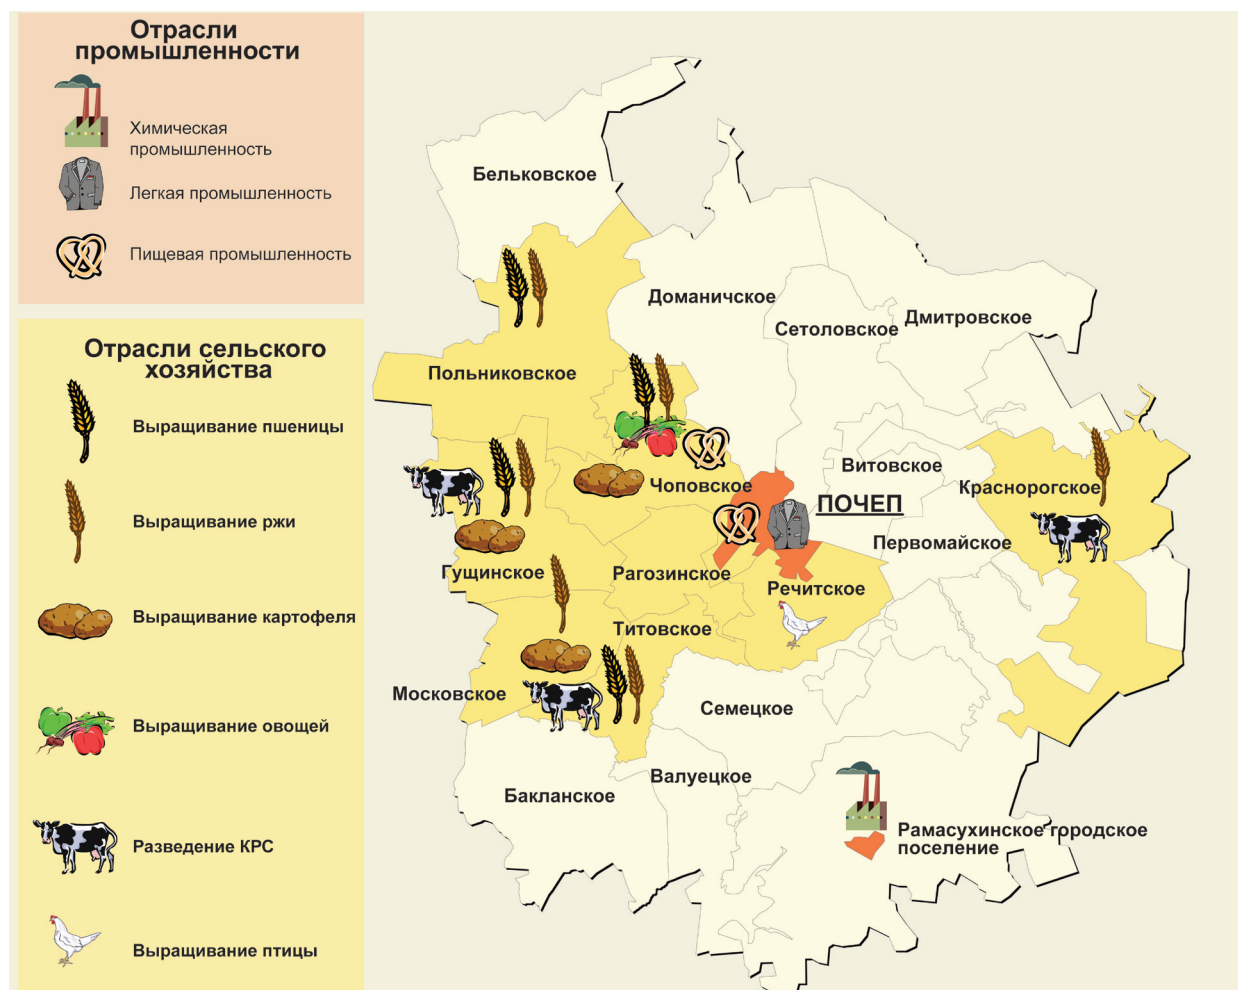 Отрасли
промышленности
Химическая
промышленность
Легкая промышленность
Пищевая промышленность
Отрасли сельского
хозяйства
Выращивание пшеницы
Выращивание ржи
Выращивание картофеля
Выращивание овощей
Разведение КРС
Выращивание птицы
Бельковское
Доманичское
Сетоловское
Дмитровское
Польниковское
Витовское
Чоповское
Краснорогское
ПОЧЕП
Первомайское
Гущинское
Рагозинское
Речитское
Титовское
Московское
Семецкое
Валуецкое
Бакланское
Рамасухинское городское
поселение